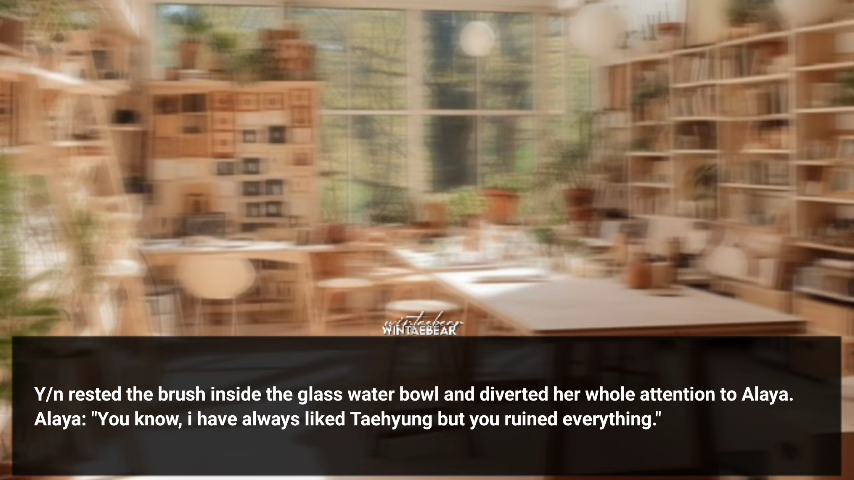 wintaebear
WINTAEBEAR
Y/n rested the brush inside the glass water bowl and diverted her whole attention to Alaya.
Alaya: "You know, i have always liked Taehyung but you ruined everything."